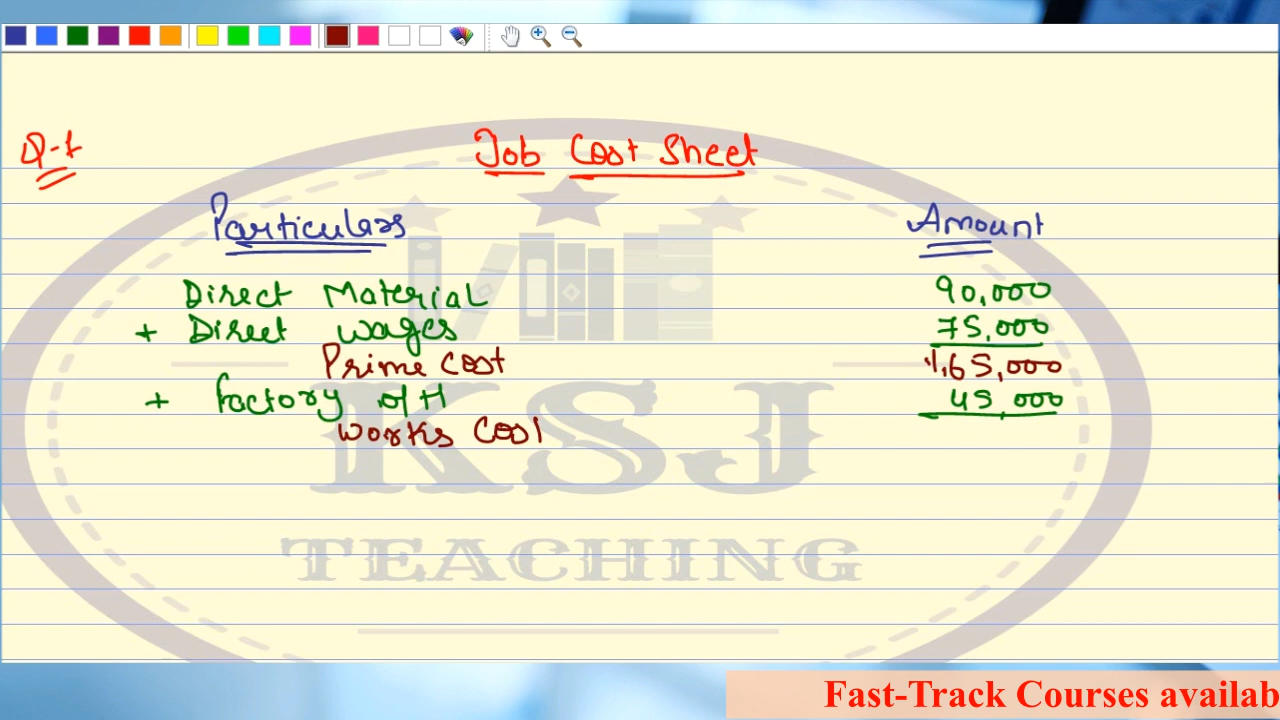 Q-1
Job Cost Sheet
Particulars Amount
Direct Material 90,000
+ Direct wages 75,000
Prime Cost 1,65,000
+ Factory o/H 45,000
Works Cost
KSJ
TEACHING
Fast-Track Courses availab